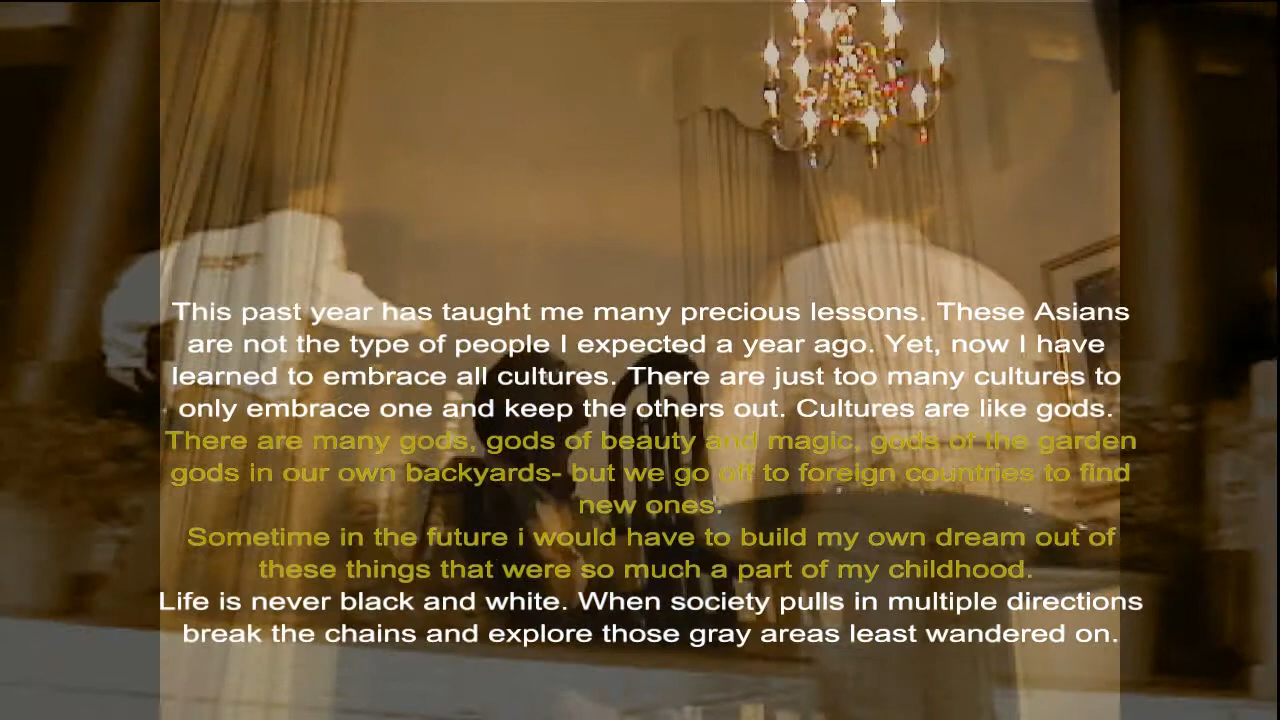 This past year has taught me many precious lessons. These Asians
are not the type of people I expected a year ago. Yet, now I have
learned to embrace all cultures. There are just too many cultures to
only embrace one and keep the others out. Cultures are like gods.
There are many gods, gods of beauty and magic, gods of the garden
gods in our own backyards- but we go off to foreign countries to find
new ones.
Sometime in the future i would have to build my own dream out of
these things that were so much a part of my childhood.
Life is never black and white. When society pulls in multiple directions
break the chains and explore those gray areas least wandered on.